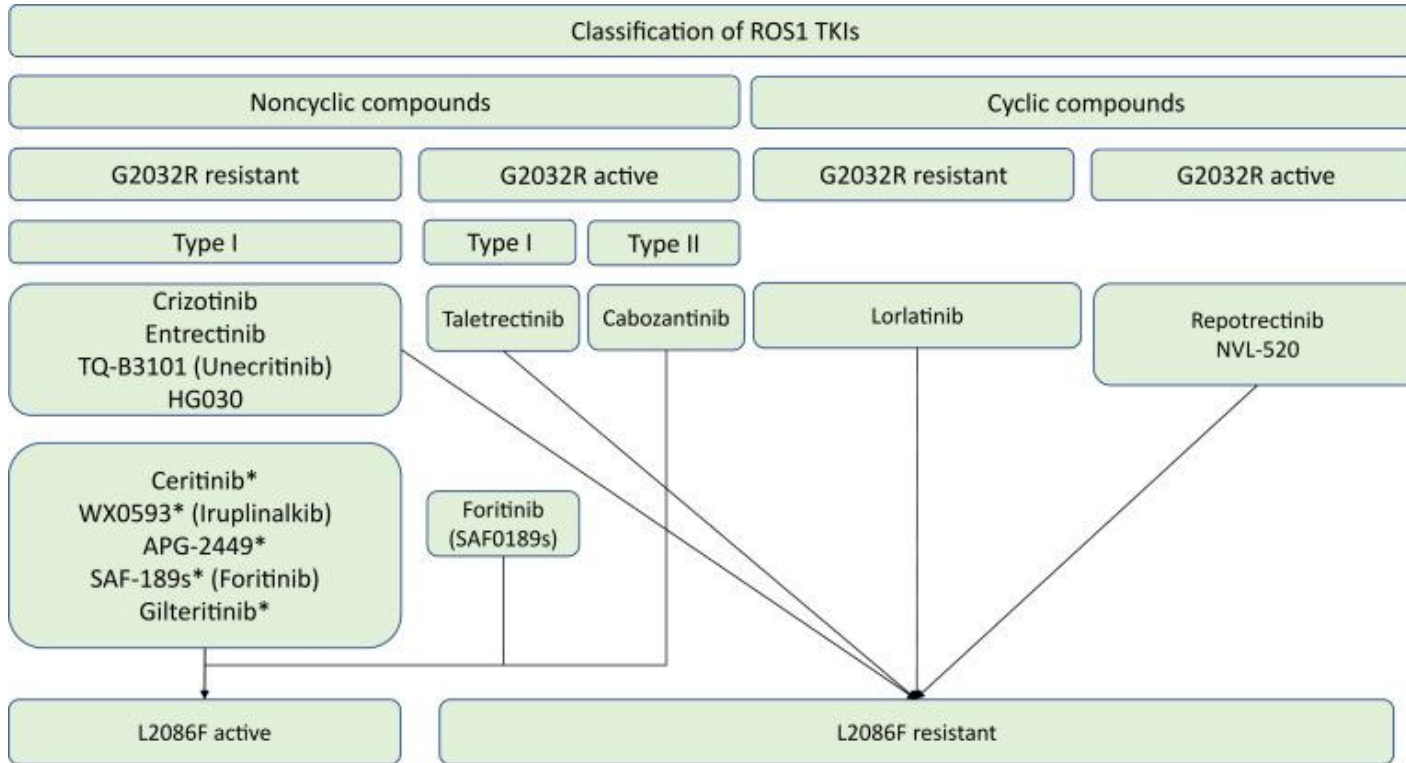 Classification of ROS1 TKIs
Noncyclic compounds
Cyclic compounds
G2032R resistant
G2032R active
G2032R resistant
G2032R active
Type I
Type I
Type II
Crizotinib
Entrectinib
TQ-B3101 (Unecritinib)
HG030
Taletrectinib
Cabozantinib
Lorlatinib
Repotrectinib
NVL-520
Ceritinib*
WX0593* (Iruplinalkib)
APG-2449*
SAF-189s* (Foritinib)
Gilteritinib*
Foritinib
(SAF0189s)
L2086F active
L2086F resistant